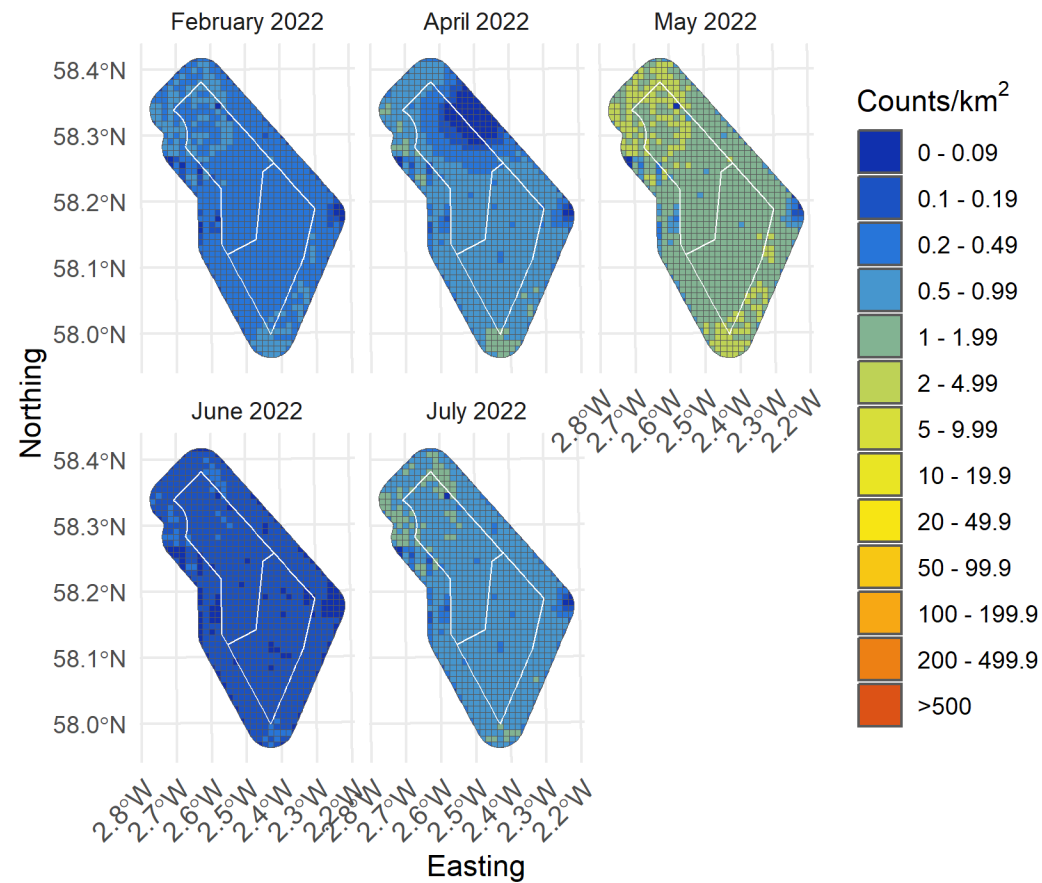 February 2022
April 2022
May 2022
58.4°N
58.3°N
58.2°N
58.1°N
58.0°N
2.8°W
2.7°W
2.6°W
2.5°W
2.4°W
2.3°W
2.2°W
Northing
June 2022
July 2022
58.4°N
58.3°N
58.2°N
58.1°N
58.0°N
2.8°W
2.7°W
2.6°W
2.5°W
2.4°W
2.3°W
2.2°W
2.8°W
2.7°W
2.6°W
2.5°W
2.4°W
2.3°W
2.2°W
Easting
Counts/km²
0 - 0.09
0.1 - 0.19
0.2 - 0.49
0.5 - 0.99
1 - 1.99
2 - 4.99
5 - 9.99
10 - 19.9
20 - 49.9
50 - 99.9
100 - 199.9
200 - 499.9
>500